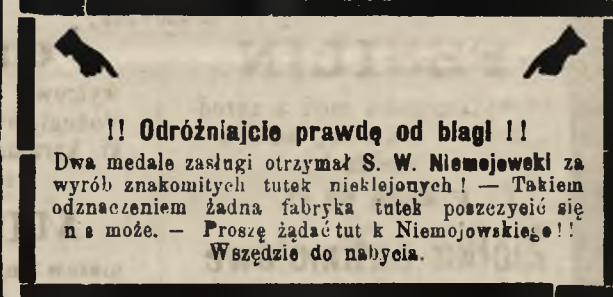 !! Odróżniajcie prawdę od blagi !!
Dwa medale zasługi otrzymał S. W. Niemojewski za
wyrób znakomitych tutek nieklejonych! — Takiem
odznaczeniem żadna fabryka tutek poszczycić się
n e może. — Proszę żądać tut k Niemojowskiego!!
Wszędzie do nabycia.